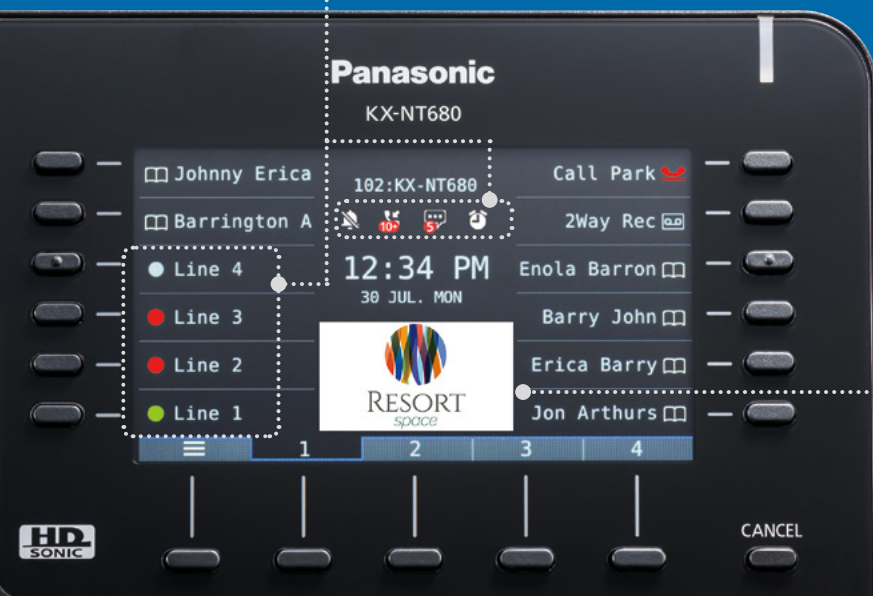 Panasonic
KX-NT680
Johnny Erica
Barrington A
Line 4
Line 3
Line 2
Line 1
102:KX-NT680
10+
5
12:34 PM
30 JUL. MON
RESORT
space
Call Park
2Way Rec
Enola Barron
Barry John
Erica Barry
Jon Arthurs
1 2 3 4
HD
SONIC
CANCEL